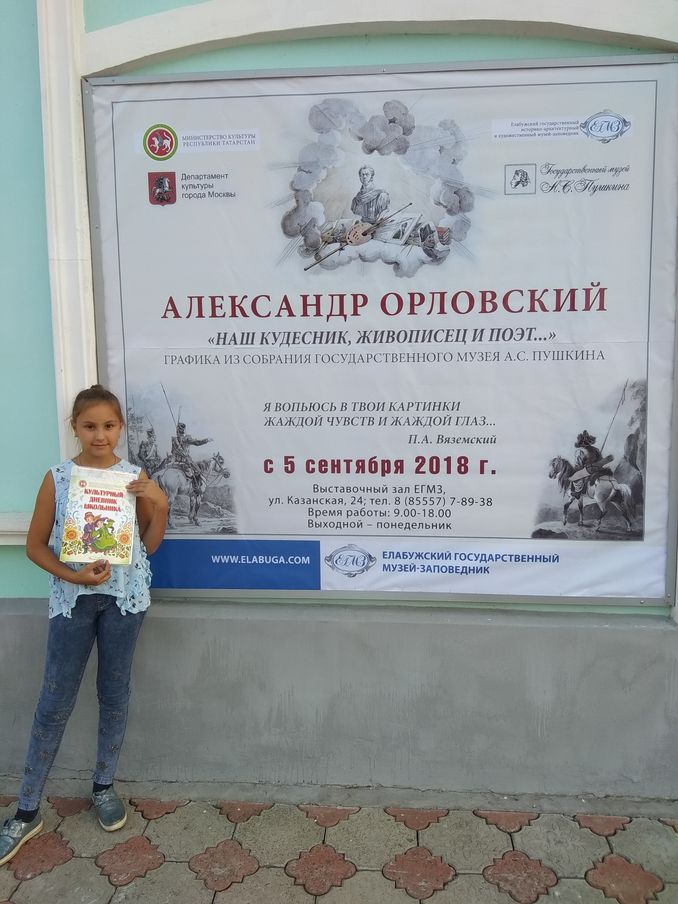 МИНИСТЕРСТВО КУЛЬТУРЫ
РЕСПУБЛИКИ ТАТАРСТАН
Департамент
культуры
города Москвы
Елабужский государственный
историко-архитектурный
и художественный музей-заповедник
ЕГМЗ
Государственный музей
А.С. Пушкина
АЛЕКСАНДР ОРЛОВСКИЙ
«НАШ КУДЕСНИК, ЖИВОПИСЕЦ И ПОЭТ...»
ГРАФИКА ИЗ СОБРАНИЯ ГОСУДАРСТВЕННОГО МУЗЕЯ А.С. ПУШКИНА
Я ВОПЬЮСЬ В ТВОИ КАРТИНКИ
ЖАЖДОЙ ЧУВСТВ И ЖАЖДОЙ ГЛАЗ...
П.А. Вяземский
с 5 сентября 2018 г.
Выставочный зал ЕГМЗ,
ул. Казанская, 24; тел. 8 (85557) 7-89-38
Время работы: 9.00-18.00
Выходной – понедельник
WWW.ELABUGA.COM
ЕГМЗ
ЕЛАБУЖСКИЙ ГОСУДАРСТВЕННЫЙ
МУЗЕЙ-ЗАПОВЕДНИК
КУЛЬТУРНЫЙ
ДНЕВНИК
ШКОЛЬНИКА